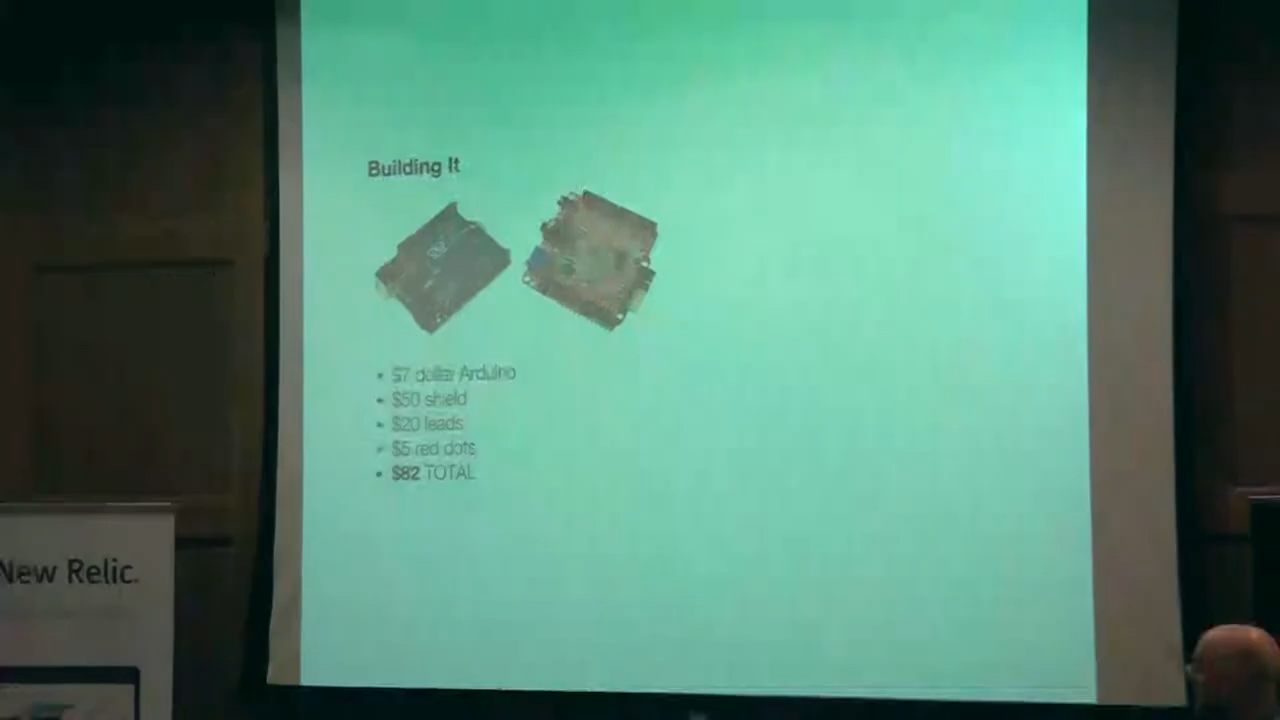 Building It
• $7 dollar Arduino
• $50 shield
• $20 leads
• $5 red dots
• $82 TOTAL
New Relic.